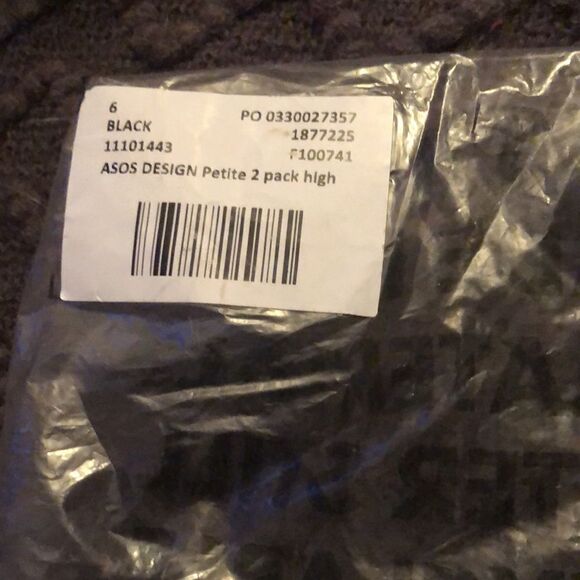 6
BLACK
11101443
PO 0330027357
1877225
F100741
ASOS DESIGN Petite 2 pack high